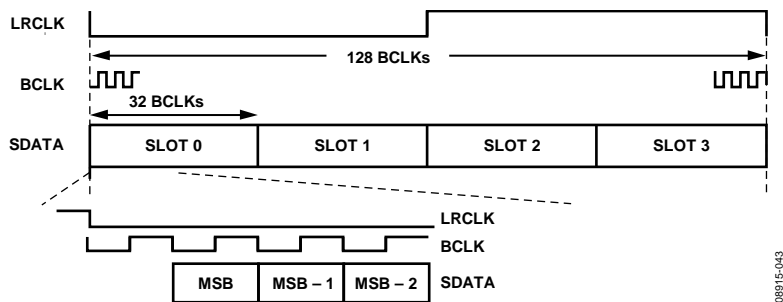 LRCLK
128 BCLKs
BCLK
32 BCLKs
SDATA
SLOT 0
SLOT 1
SLOT 2
SLOT 3
LRCLK
BCLK
MSB
MSB – 1
MSB – 2
SDATA
08915-043